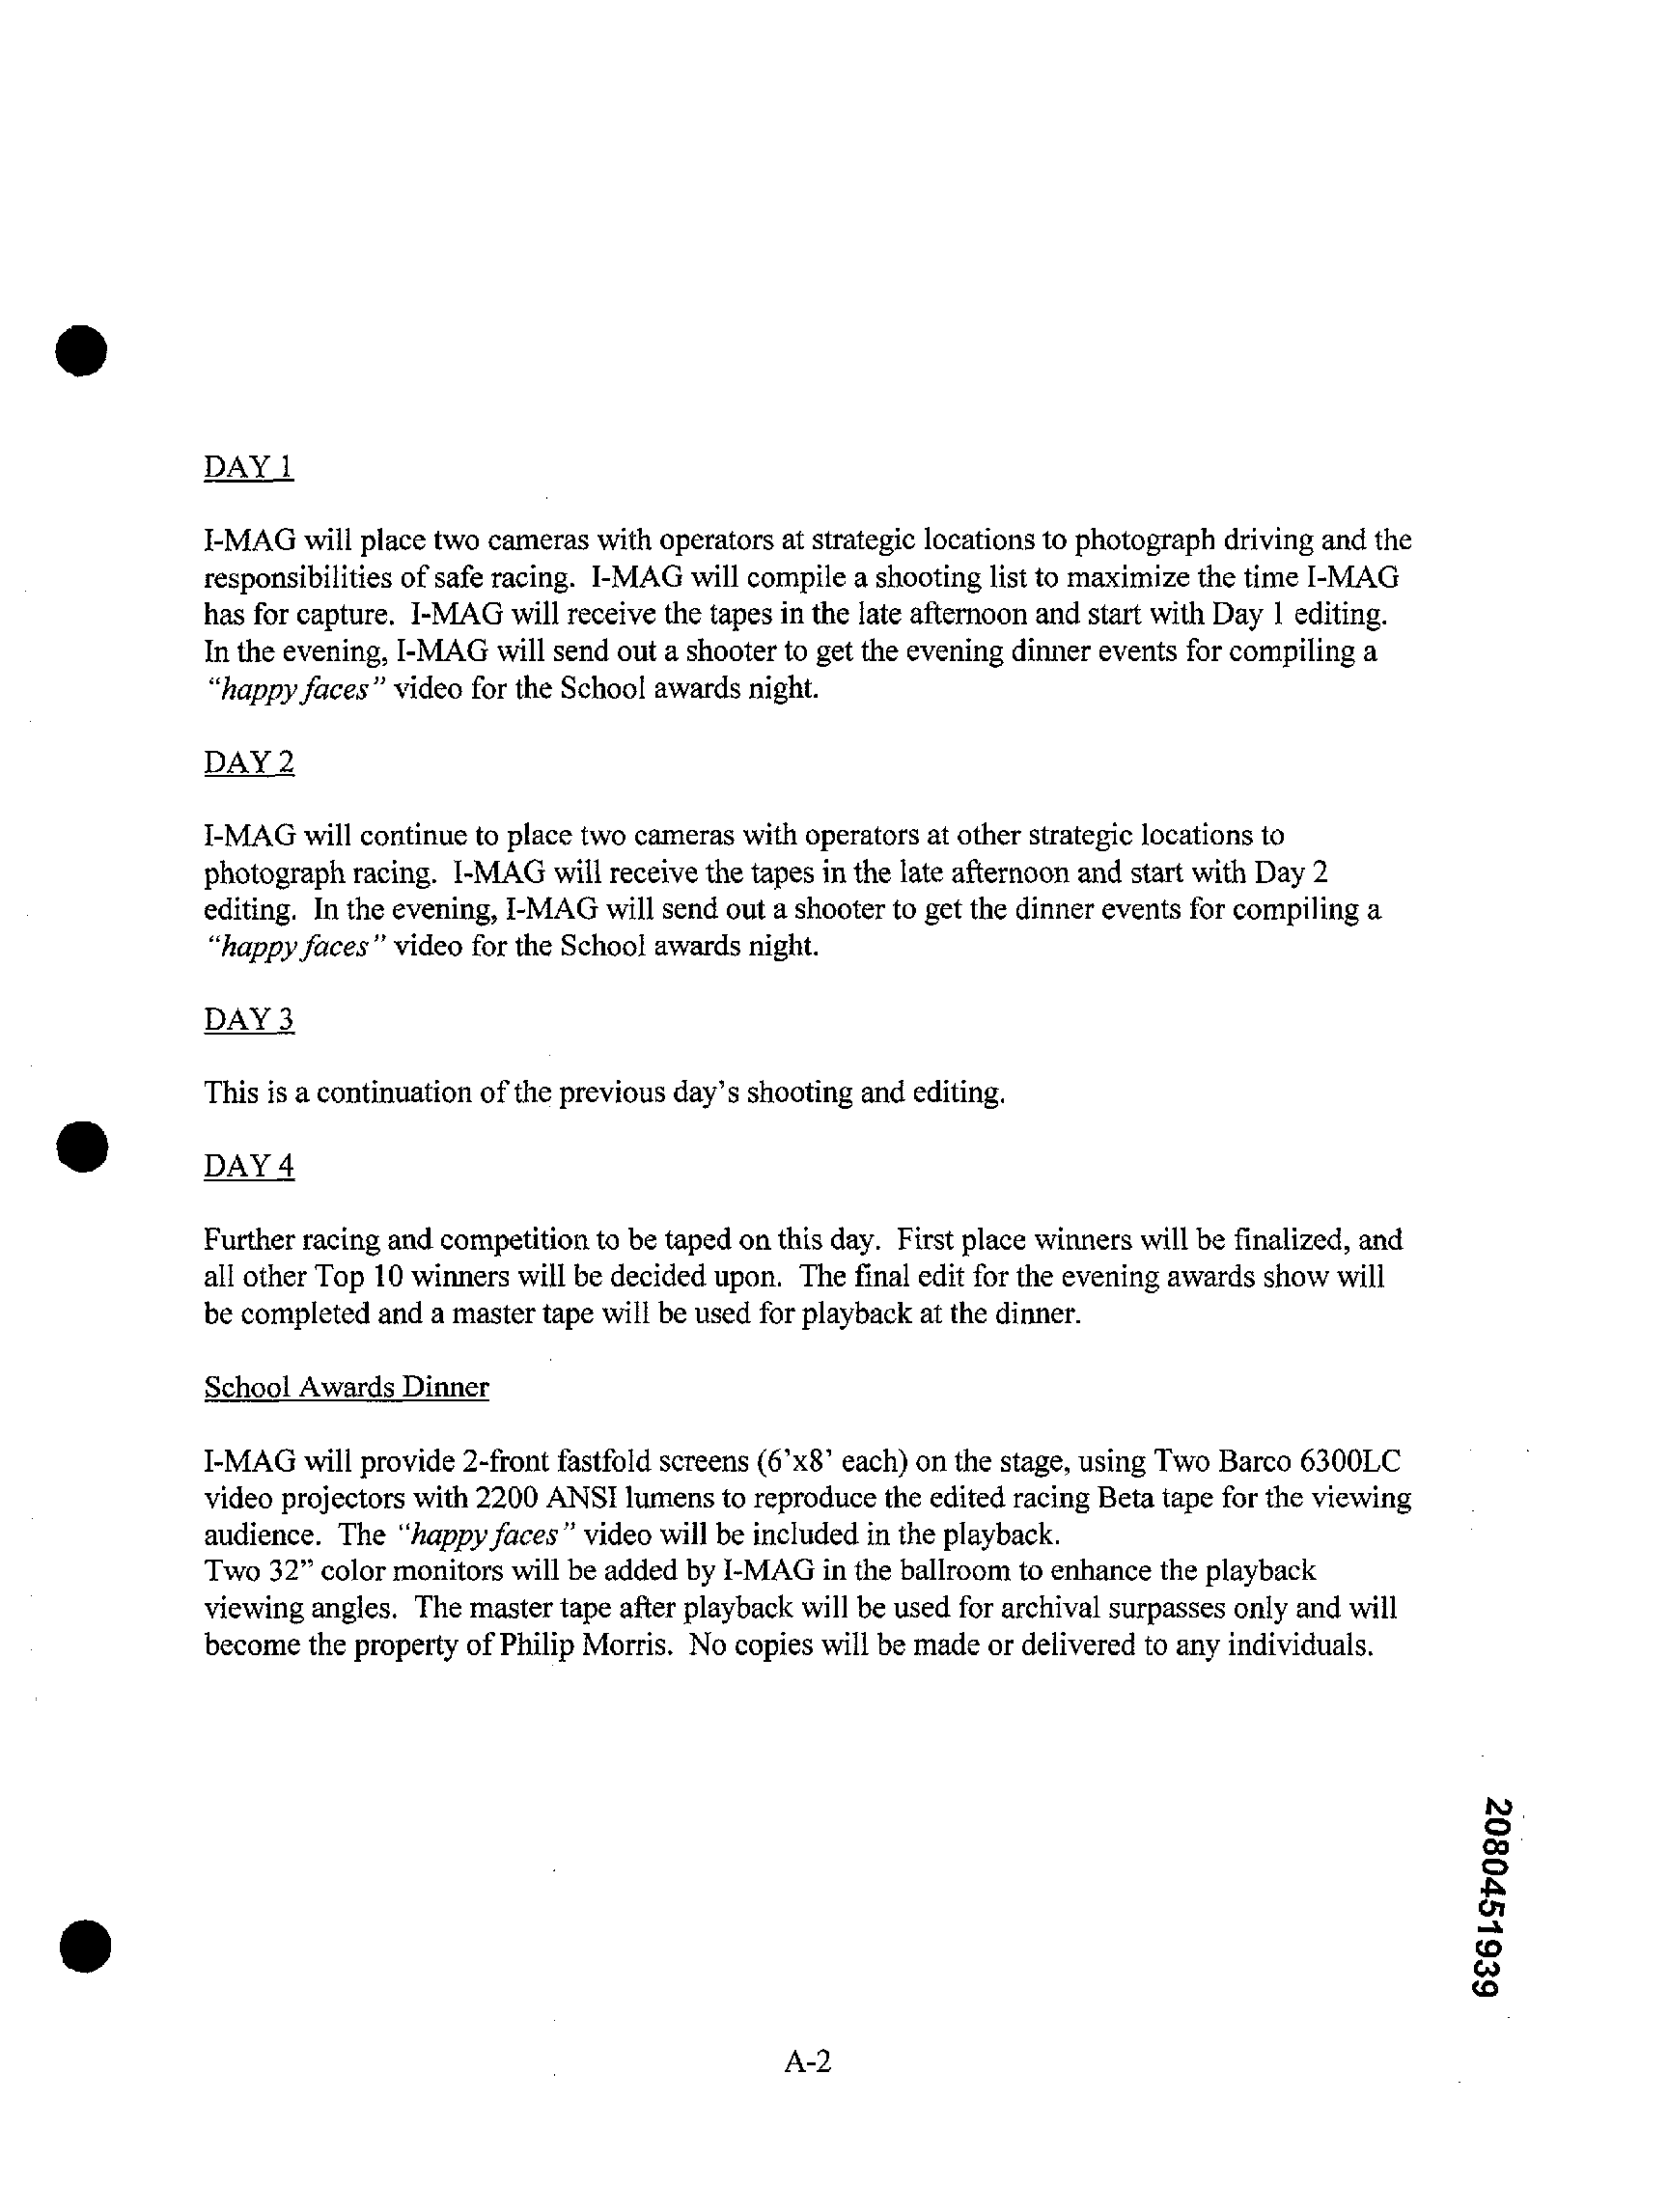 DAY 1
I-MAG will place two cameras with operators at strategic locations to photograph driving and the
responsibilities of safe racing.  I-MAG will compile a shooting list to maximize the time I-MAG
has for capture.  I-MAG will receive the tapes in the late afternoon and start with Day 1 editing.
In the evening, I-MAG will send out a shooter to get the evening dinner events for compiling a
“happy faces” video for the School awards night.
DAY 2
I-MAG will continue to place two cameras with operators at other strategic locations to
photograph racing.  I-MAG will receive the tapes in the late afternoon and start with Day 2
editing.  In the evening, I-MAG will send out a shooter to get the dinner events for compiling a
“happy faces” video for the School awards night.
DAY 3
This is a continuation of the previous day’s shooting and editing.
DAY 4
Further racing and competition to be taped on this day.  First place winners will be finalized, and
all other Top 10 winners will be decided upon.  The final edit for the evening awards show will
be completed and a master tape will be used for playback at the dinner.
School Awards Dinner
I-MAG will provide 2-front fastfold screens (6’x8’ each) on the stage, using Two Barco 6300LC
video projectors with 2200 ANSI lumens to reproduce the edited racing Beta tape for the viewing
audience.  The “happy faces” video will be included in the playback.
Two 32” color monitors will be added by I-MAG in the ballroom to enhance the playback
viewing angles.  The master tape after playback will be used for archival surpasses only and will
become the property of Philip Morris.  No copies will be made or delivered to any individuals.
2080451939
A-2